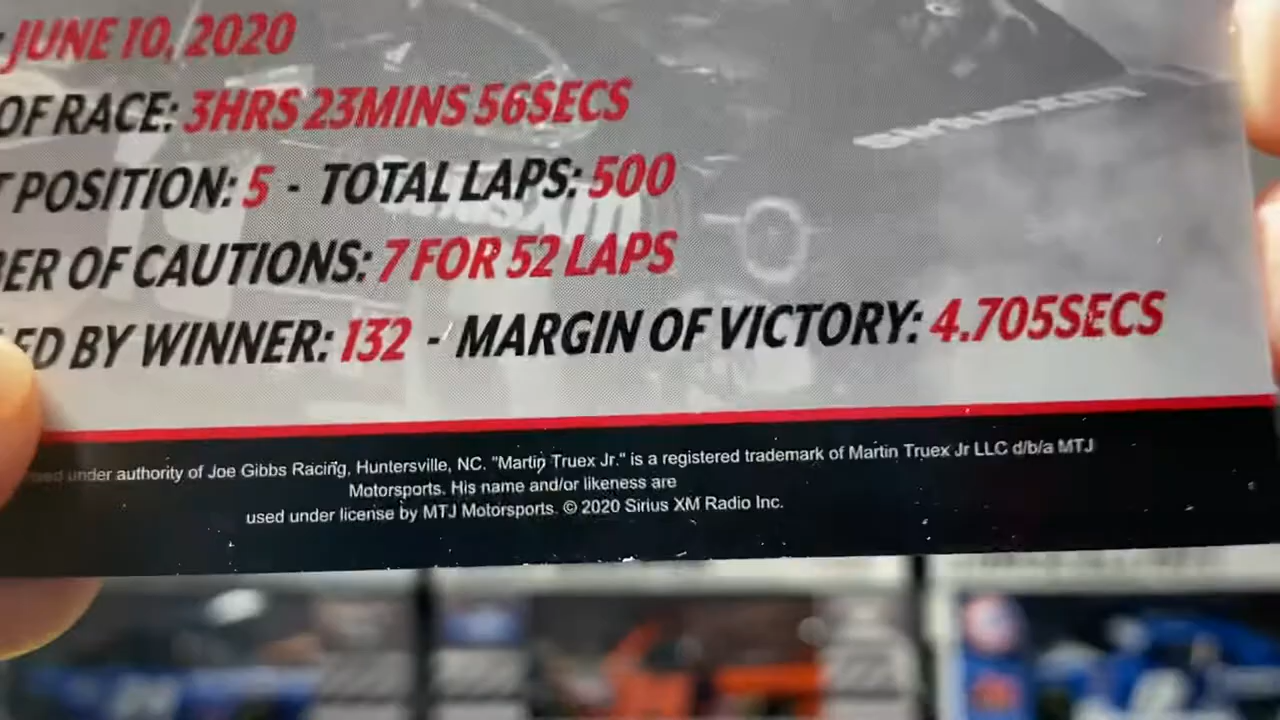 JUNE 10, 2020
OF RACE: 3HRS 23MINS 56SECS
T POSITION: 5 - TOTAL LAPS: 500
ER OF CAUTIONS: 7 FOR 52 LAPS
ED BY WINNER: 132 - MARGIN OF VICTORY: 4.705SECS
under authority of Joe Gibbs Racing, Huntersville, NC. "Martin Truex Jr." is a registered trademark of Martin Truex Jr LLC d/b/a MTJ
Motorsports. His name and/or likeness are
used under license by MTJ Motorsports. © 2020 Sirius XM Radio Inc.